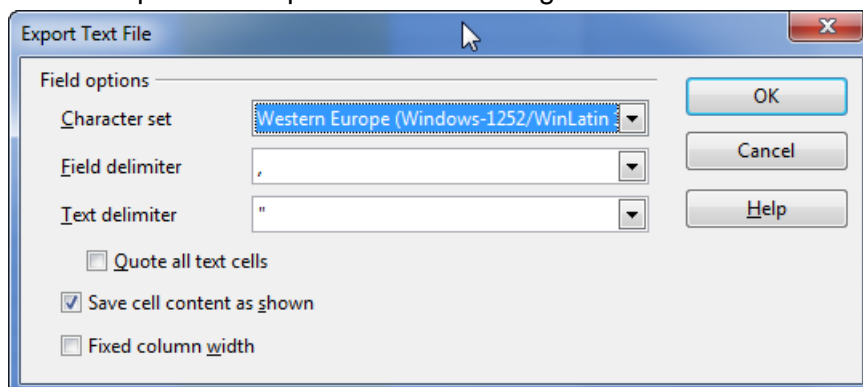 Export Text File
Field options
Character set
Western Europe (Windows-1252/WinLatin
Field delimiter
,
Text delimiter
"
Quote all text cells
Save cell content as shown
Fixed column width
OK
Cancel
Help